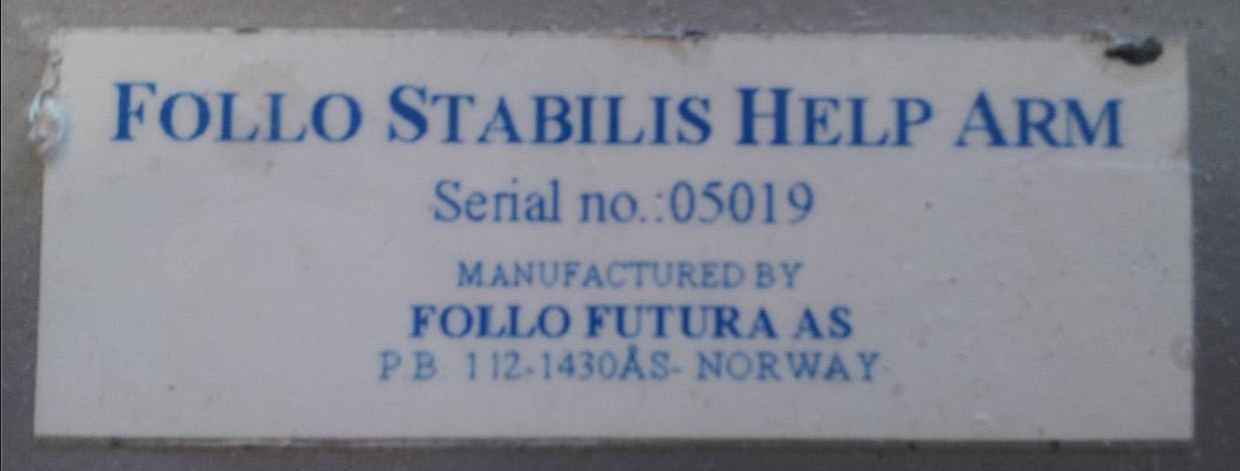 FOLLO STABILIS HELP ARM
Serial no.:05019
MANUFACTURED BY
FOLLO FUTURA AS
P.B. 112-1430ÅS- NORWAY